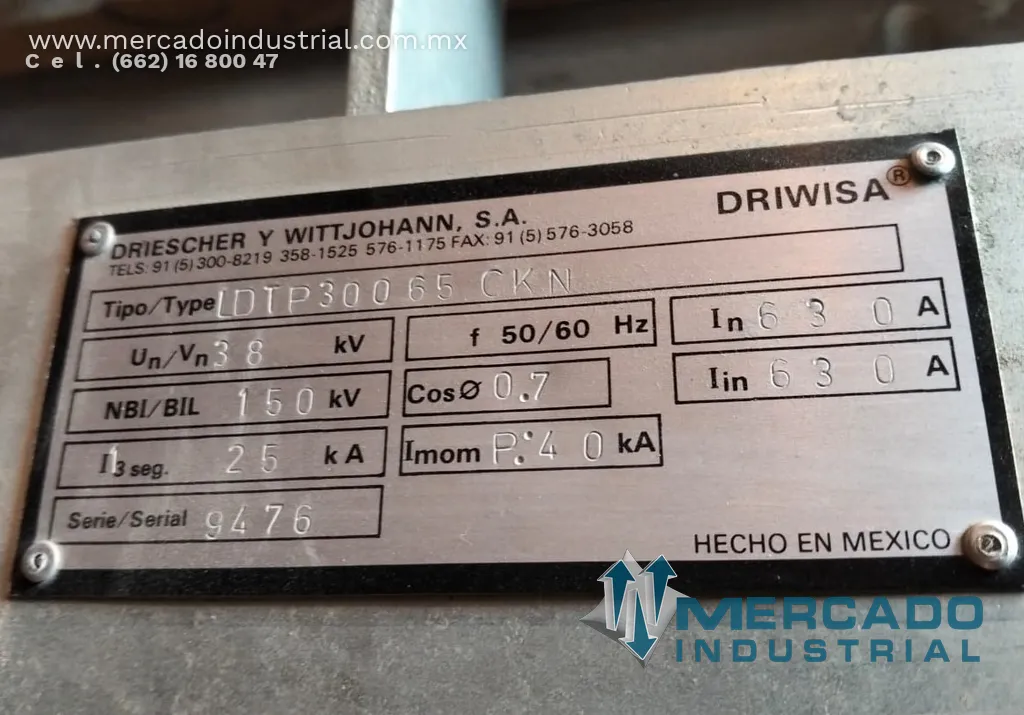 www.mercadoindustrial.com.mx
Cel. (662) 16 800 47
DRIWISA®
DRIESCHER Y WITTJOHANN, S.A.
TELS: 91 (5) 300-8219 358-1525 576-1175 FAX: 91 (5) 576-3058
Tipo/Type LDTP30065 CKN
Un/Vn 38 kV
f 50/60 Hz
In 630 A
NBI/BIL 150 kV
Cosø 0.7
Iin 630 A
I 3 seg. 25 kA
Imom P.40 kA
Serie/Serial 9476
HECHO EN MEXICO
MERCADO
INDUSTRIAL